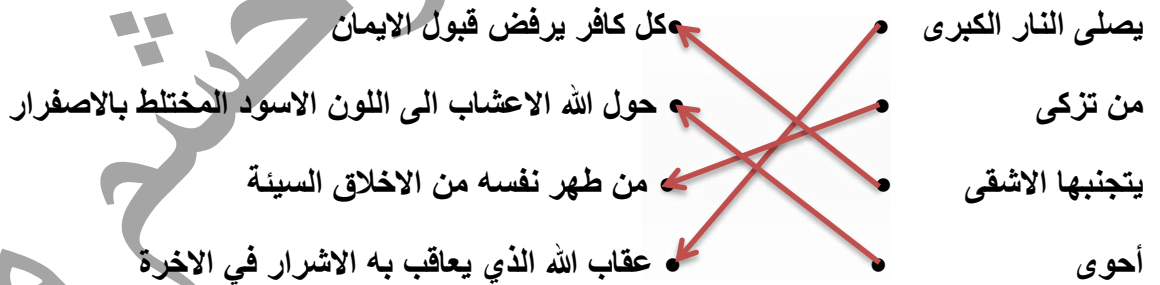 يصلى النار الكبرى كل كافر يرفض قبول الايمان
من تزكى حول الله الاعشاب الى اللون الاسود المختلط بالاصفرار
يتجنبها الاشقى من طهر نفسه من الاخلاق السيئة
أحوى عقاب الله الذي يعاقب به الاشرار في الاخرة